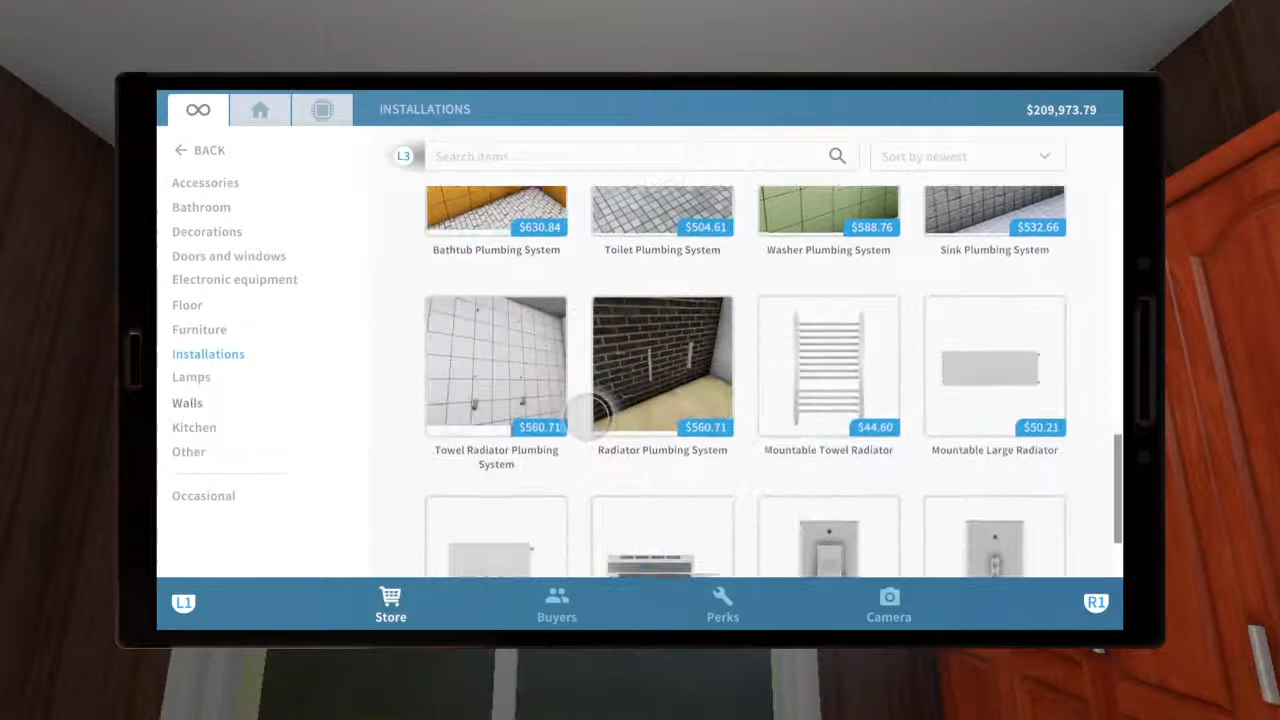 INSTALLATIONS
$209,973.79
BACK
L3
Search items...
Sort by newest
Accessories
Bathroom
Decorations
Doors and windows
Electronic equipment
Floor
Furniture
Installations
Lamps
Walls
Kitchen
Other
Occasional
$630.84
$504.61
$588.76
$532.66
Bathtub Plumbing System
Toilet Plumbing System
Washer Plumbing System
Sink Plumbing System
$560.71
$560.71
$44.60
$50.21
Towel Radiator Plumbing
System
Radiator Plumbing System
Mountable Towel Radiator
Mountable Large Radiator
L1
Store
Buyers
Perks
Camera
R1